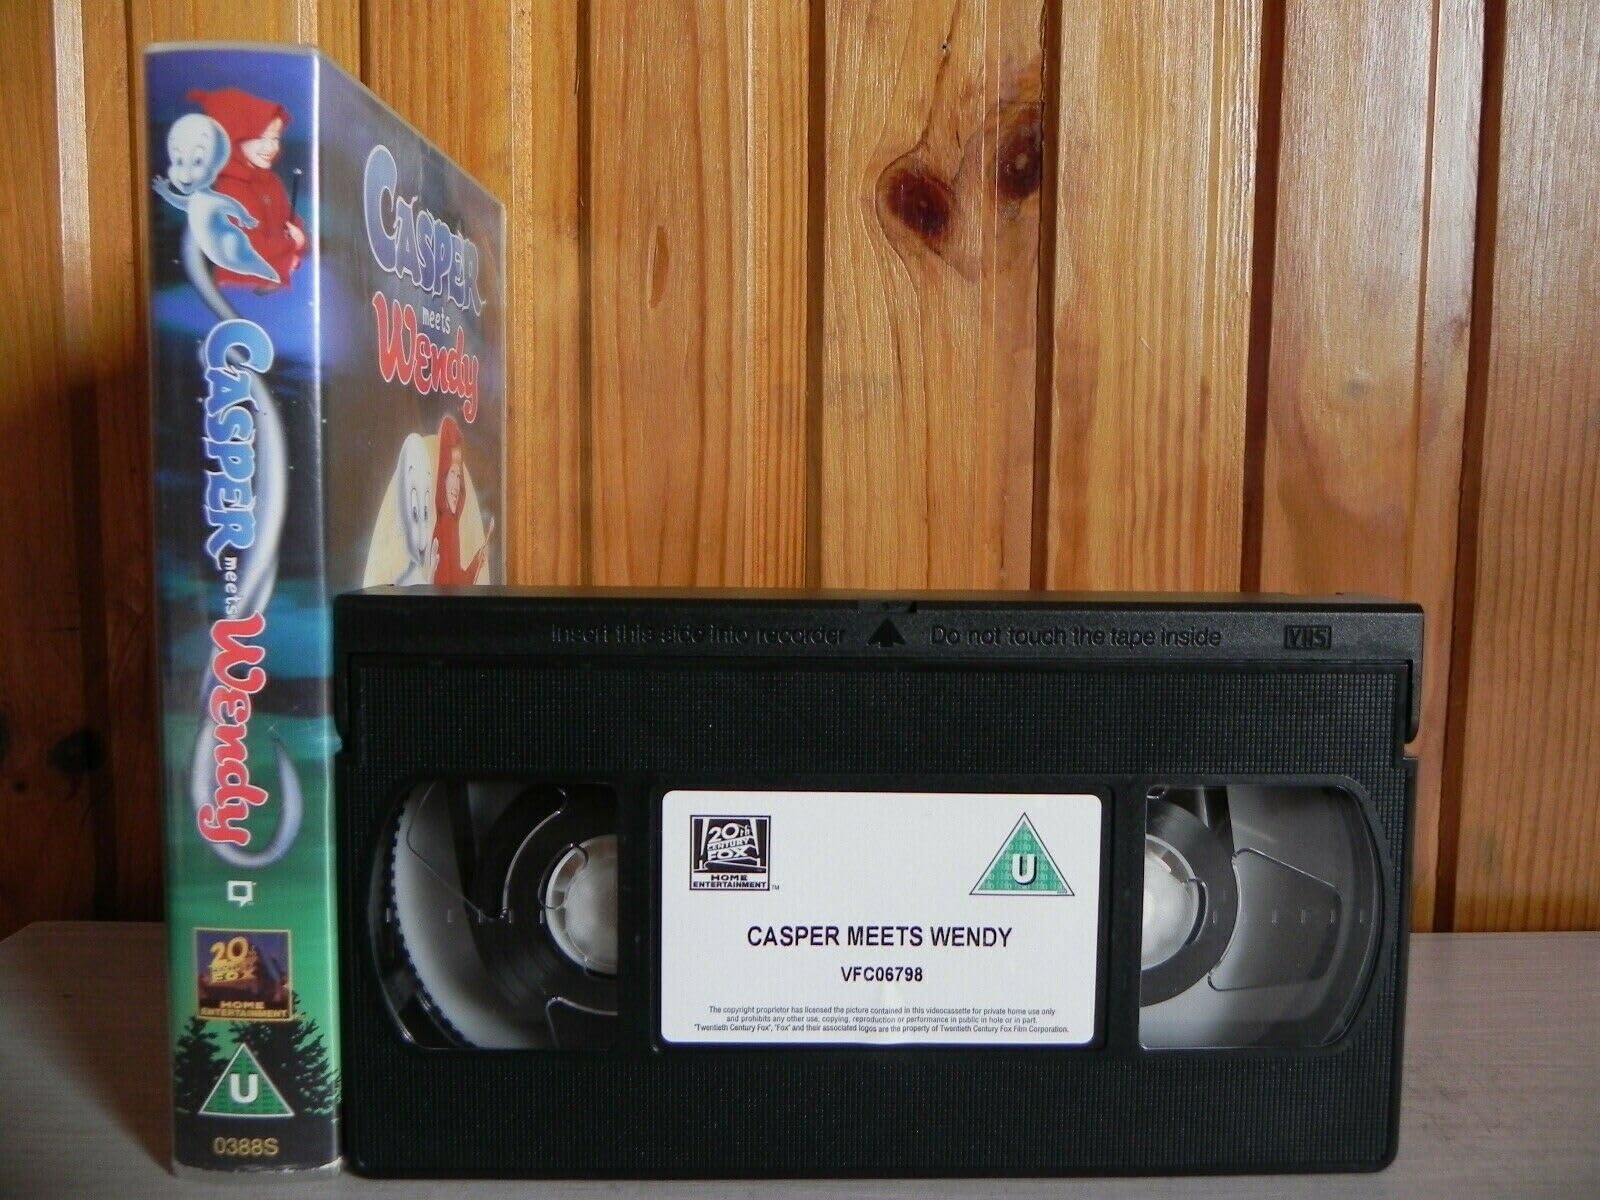 CASPER
meets
Wendy
20th
CENTURY
FOX
HOME
ENTERTAINMENT
U
0388S
CASPER
meets
Wendy
Insert this side into recorder Do not touch the tape inside VHS
20th
CENTURY
FOX
HOME
ENTERTAINMENT™
U
CASPER MEETS WENDY
VFC06798
The copyright proprietor has licensed the picture contained in this videocassette for private home use only
and prohibits any other use, copying, reproduction or performance in public in hole or in part.
"Twentieth Century Fox", "Fox" and their associated logos are the property of Twentieth Century Fox Film Corporation.